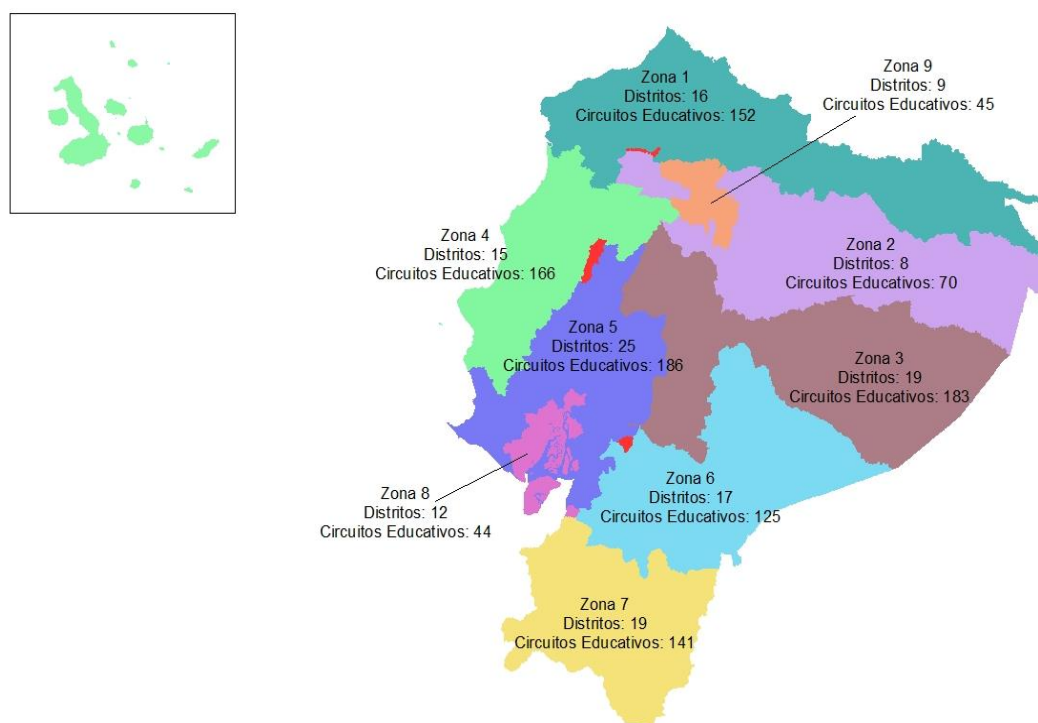 Zona 1
Distritos: 16
Circuitos Educativos: 152
Zona 9
Distritos: 9
Circuitos Educativos: 45
Zona 4
Distritos: 15
Circuitos Educativos: 166
Zona 2
Distritos: 8
Circuitos Educativos: 70
Zona 5
Distritos: 25
Circuitos Educativos: 186
Zona 3
Distritos: 19
Circuitos Educativos: 183
Zona 8
Distritos: 12
Circuitos Educativos: 44
Zona 6
Distritos: 17
Circuitos Educativos: 125
Zona 7
Distritos: 19
Circuitos Educativos: 141